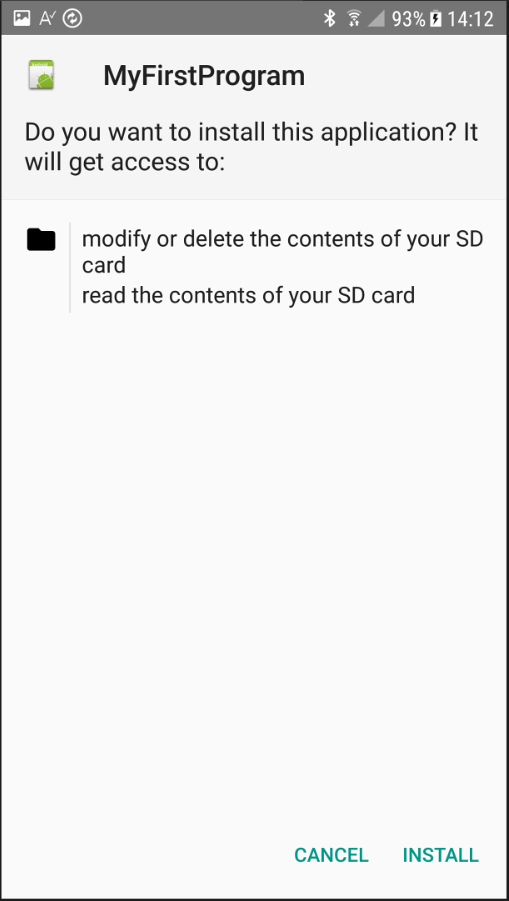 93% 14:12
MyFirstProgram
Do you want to install this application? It
will get access to:
modify or delete the contents of your SD
card
read the contents of your SD card
CANCEL INSTALL